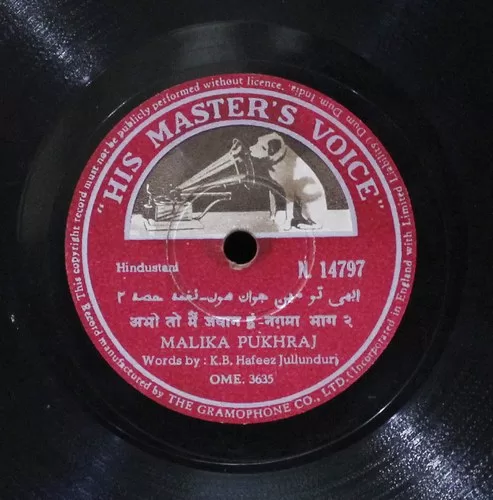 This copyright record must not be publicly performed without licence.
"HIS MASTER'S VOICE"
Hindustani
N. 14797
ابھی تو میں جوان ہوں-نغمہ حصہ ۲
अभी तो मैं जवान हुं-नग़मा भाग २
MALIKA PUKHRAJ
Words by : K.B. Hafeez Jullunduri
OME. 3635
Record manufactured by THE GRAMOPHONE CO., LTD. (Incorporated in England with Limited Liability) Dum Dum, India.